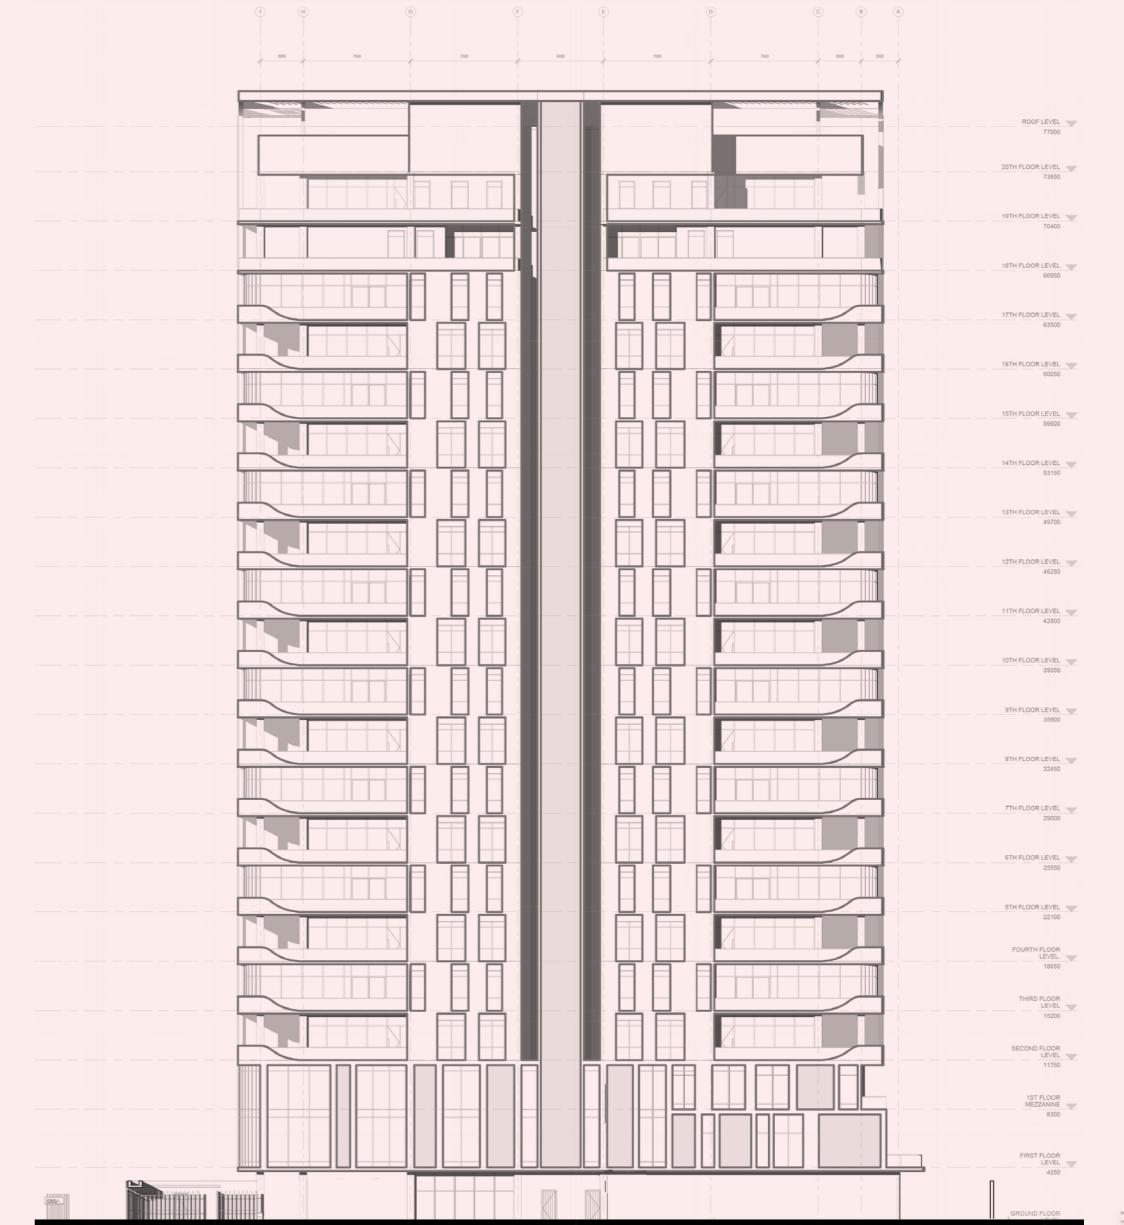 I H G F E D C B A
ROOF LEVEL
77000
20TH FLOOR LEVEL
73850
19TH FLOOR LEVEL
70400
18TH FLOOR LEVEL
66950
17TH FLOOR LEVEL
63500
16TH FLOOR LEVEL
60050
15TH FLOOR LEVEL
56600
14TH FLOOR LEVEL
53150
13TH FLOOR LEVEL
49700
12TH FLOOR LEVEL
46250
11TH FLOOR LEVEL
42800
10TH FLOOR LEVEL
39350
9TH FLOOR LEVEL
35900
8TH FLOOR LEVEL
32450
7TH FLOOR LEVEL
29000
6TH FLOOR LEVEL
25550
5TH FLOOR LEVEL
22100
FOURTH FLOOR
LEVEL
18650
THIRD FLOOR
LEVEL
15200
SECOND FLOOR
LEVEL
11750
1ST FLOOR
MEZZANINE
8300
FIRST FLOOR
LEVEL
4250
GROUND FLOOR